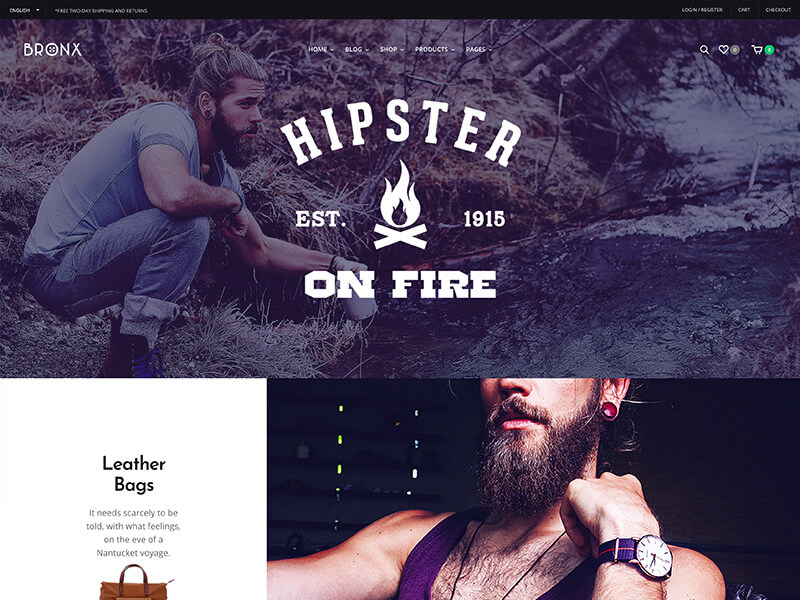 ENGLISH
*FREE TWO-DAY SHIPPING AND RETURNS
LOGIN / REGISTER
CART
CHECKOUT
BRONX
HOME
BLOG
SHOP
PRODUCTS
PAGES
0
HIPSTER
EST.
1915
ON FIRE
Leather
Bags
It needs scarcely to be
told, with what feelings,
on the eve of a
Nantucket voyage.